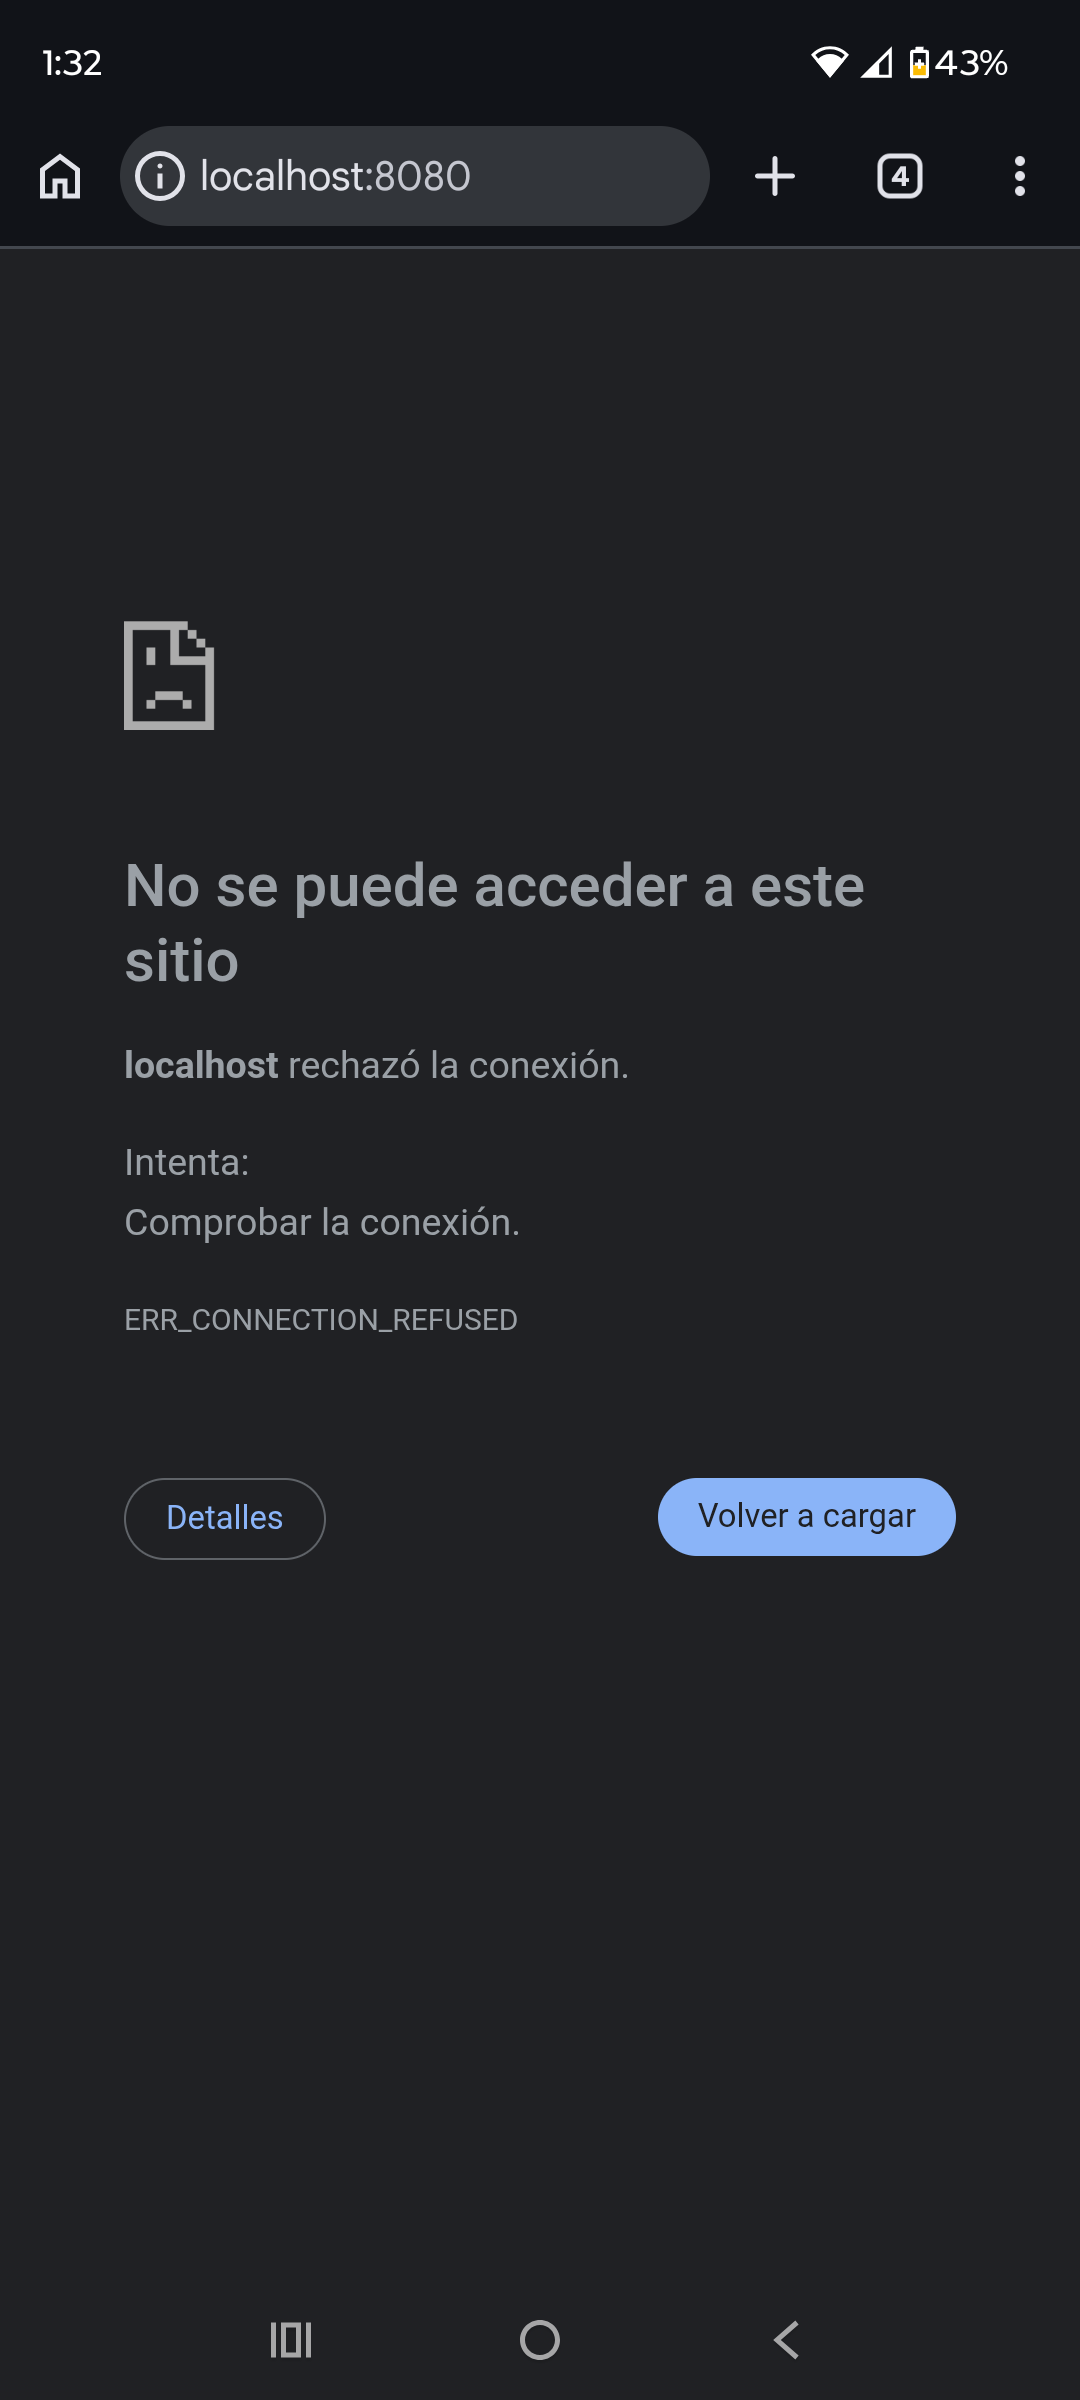 1:32
43%
localhost:8080
4
No se puede acceder a este
sitio
localhost rechazó la conexión.
Intenta:
Comprobar la conexión.
ERR_CONNECTION_REFUSED
Detalles
Volver a cargar